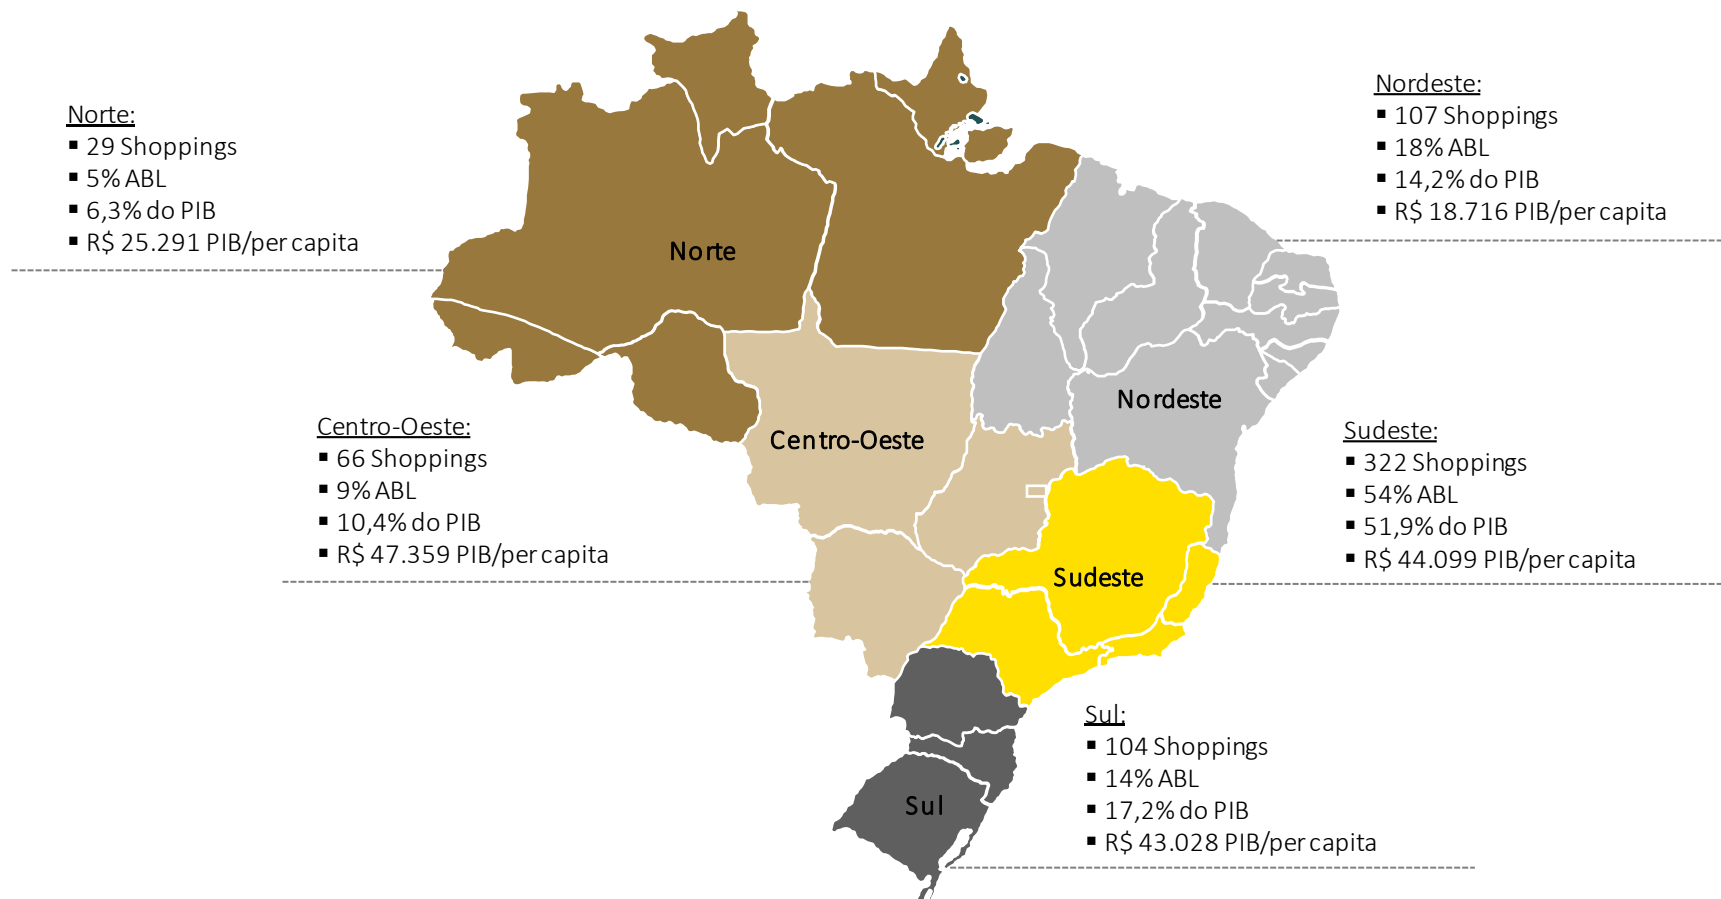 Norte:
▪ 29 Shoppings
▪ 5% ABL
▪ 6,3% do PIB
▪ R$ 25.291 PIB/per capita
Nordeste:
▪ 107 Shoppings
▪ 18% ABL
▪ 14,2% do PIB
▪ R$ 18.716 PIB/per capita
Norte
Nordeste
Centro-Oeste
Centro-Oeste:
▪ 66 Shoppings
▪ 9% ABL
▪ 10,4% do PIB
▪ R$ 47.359 PIB/per capita
Sudeste:
▪ 322 Shoppings
▪ 54% ABL
▪ 51,9% do PIB
▪ R$ 44.099 PIB/per capita
Sudeste
Sul:
▪ 104 Shoppings
▪ 14% ABL
▪ 17,2% do PIB
▪ R$ 43.028 PIB/per capita
Sul